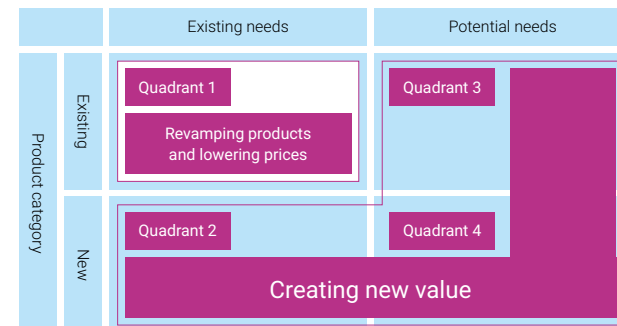 Existing needs
Potential needs
Product category
Existing
Quadrant 1
Revamping products
and lowering prices
Quadrant 3
New
Quadrant 2
Quadrant 4
Creating new value